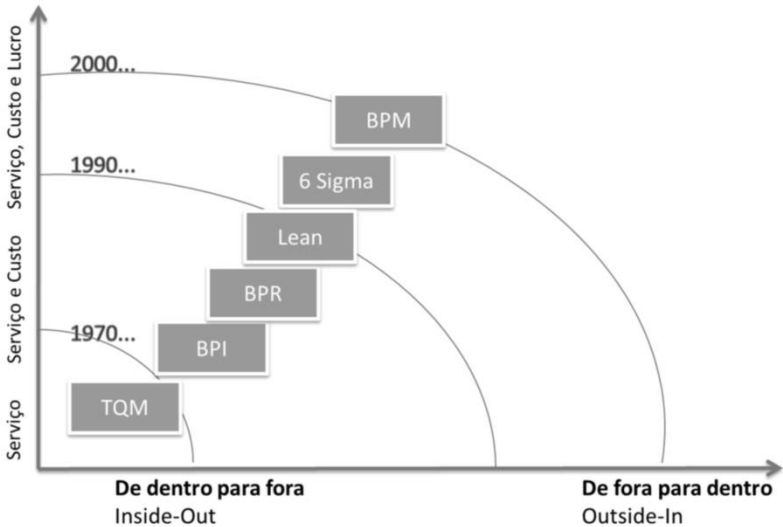 Serviço, Custo e Lucro
Serviço e Custo
Serviço
2000...
BPM
1990...
6 Sigma
Lean
BPR
1970...
BPI
TQM
De dentro para fora
Inside-Out
De fora para dentro
Outside-In